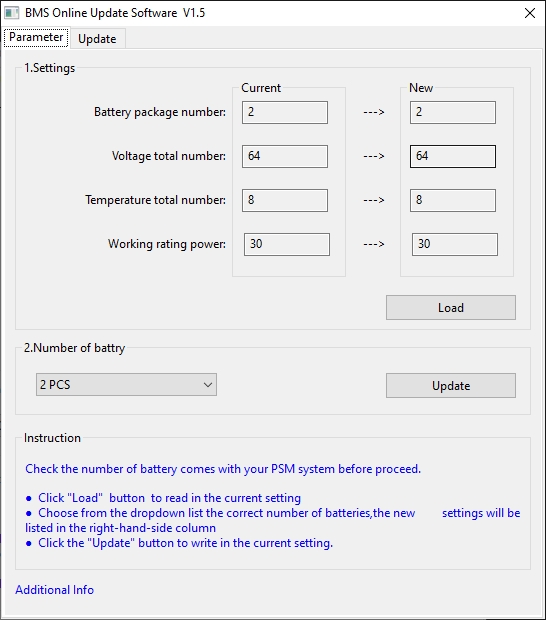 BMS Online Update Software V1.5
Parameter Update
1.Settings
Current New
Battery package number: 2 ---> 2
Voltage total number: 64 ---> 64
Temperature total number: 8 ---> 8
Working rating power: 30 ---> 30
Load
2.Number of battry
2 PCS Update
Instruction
Check the number of battery comes with your PSM system before proceed.
● Click "Load" button to read in the current setting
● Choose from the dropdown list the correct number of batteries,the new settings will be
listed in the right-hand-side column
● Click the "Update" button to write in the current setting.
Additional Info